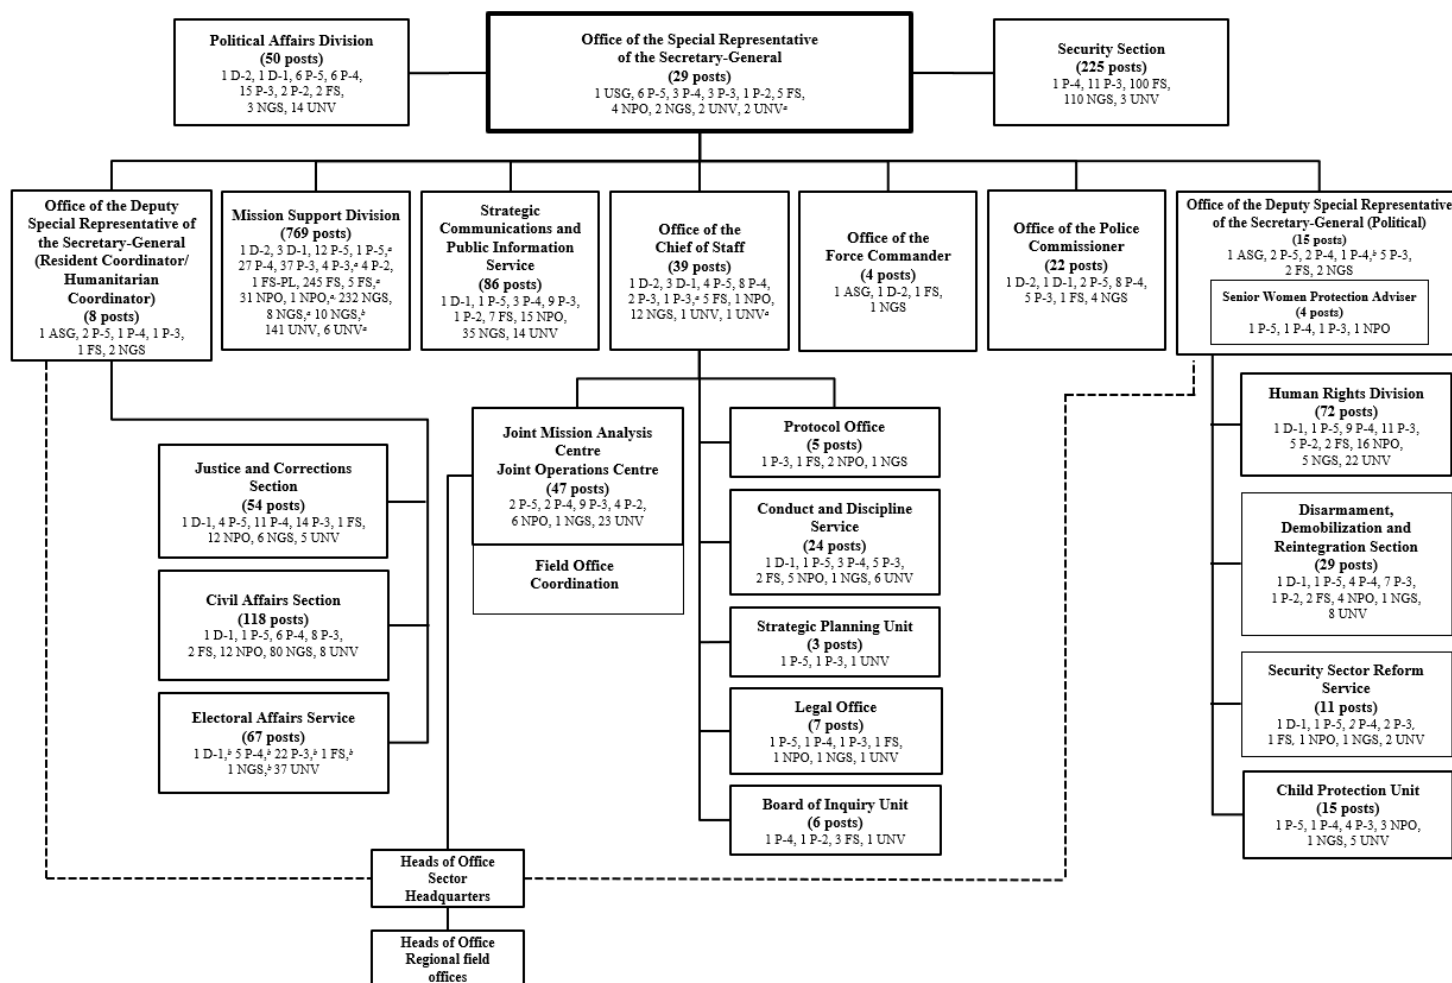 Political Affairs Division
(50 posts)
1 D-2, 1 D-1, 6 P-5, 6 P-4,
15 P-3, 2 P-2, 2 FS,
3 NGS, 14 UNV
Office of the Special Representative
of the Secretary-General
(29 posts)
1 USG, 6 P-5, 3 P-4, 3 P-3, 1 P-2, 5 FS,
4 NPO, 2 NGS, 2 UNV, 2 UNVᵃ
Security Section
(225 posts)
1 P-4, 11 P-3, 100 FS,
110 NGS, 3 UNV
Office of the Deputy
Special Representative of
the Secretary-General
(Resident Coordinator/
Humanitarian
Coordinator)
(8 posts)
1 ASG, 2 P-5, 1 P-4, 1 P-3,
1 FS, 2 NGS
Mission Support Division
(769 posts)
1 D-2, 3 D-1, 12 P-5, 1 P-5,ᵃ
27 P-4, 37 P-3, 4 P-3,ᵃ 4 P-2,
1 FS-PL, 245 FS, 5 FS,ᵃ
31 NPO, 1 NPO,ᵃ 232 NGS,
8 NGS,ᵃ 10 NGS,ᵇ
141 UNV, 6 UNVᵃ
Strategic
Communications and
Public Information
Service
(86 posts)
1 D-1, 1 P-5, 3 P-4, 9 P-3,
1 P-2, 7 FS, 15 NPO,
35 NGS, 14 UNV
Office of the
Chief of Staff
(39 posts)
1 D-2, 3 D-1, 4 P-5, 8 P-4,
2 P-3, 1 P-3,ᵃ 5 FS, 1 NPO,
12 NGS, 1 UNV, 1 UNVᵃ
Office of the
Force Commander
(4 posts)
1 ASG, 1 D-2, 1 FS,
1 NGS
Office of the Police
Commissioner
(22 posts)
1 D-2, 1 D-1, 2 P-5, 8 P-4,
5 P-3, 1 FS, 4 NGS
Office of the Deputy Special Representative
of the Secretary-General (Political)
(15 posts)
1 ASG, 2 P-5, 2 P-4, 1 P-4,ᵇ 5 P-3,
2 FS, 2 NGS
Senior Women Protection Adviser
(4 posts)
1 P-5, 1 P-4, 1 P-3, 1 NPO
Justice and Corrections
Section
(54 posts)
1 D-1, 4 P-5, 11 P-4, 14 P-3, 1 FS,
12 NPO, 6 NGS, 5 UNV
Civil Affairs Section
(118 posts)
1 D-1, 1 P-5, 6 P-4, 8 P-3,
2 FS, 12 NPO, 80 NGS, 8 UNV
Electoral Affairs Service
(67 posts)
1 D-1,ᵇ 5 P-4,ᵇ 22 P-3,ᵇ 1 FS,ᵇ
1 NGS,ᵇ 37 UNV
Joint Mission Analysis
Centre
Joint Operations Centre
(47 posts)
2 P-5, 2 P-4, 9 P-3, 4 P-2,
6 NPO, 1 NGS, 23 UNV
Field Office
Coordination
Protocol Office
(5 posts)
1 P-3, 1 FS, 2 NPO, 1 NGS
Conduct and Discipline
Service
(24 posts)
1 D-1, 1 P-5, 3 P-4, 5 P-3,
2 FS, 5 NPO, 1 NGS, 6 UNV
Strategic Planning Unit
(3 posts)
1 P-5, 1 P-3, 1 UNV
Legal Office
(7 posts)
1 P-5, 1 P-4, 1 P-3, 1 FS,
1 NPO, 1 NGS, 1 UNV
Board of Inquiry Unit
(6 posts)
1 P-4, 1 P-2, 3 FS, 1 UNV
Human Rights Division
(72 posts)
1 D-1, 1 P-5, 9 P-4, 11 P-3,
5 P-2, 2 FS, 16 NPO,
5 NGS, 22 UNV
Disarmament,
Demobilization and
Reintegration Section
(29 posts)
1 D-1, 1 P-5, 4 P-4, 7 P-3,
1 P-2, 2 FS, 4 NPO, 1 NGS,
8 UNV
Security Sector Reform
Service
(11 posts)
1 D-1, 1 P-5, 2 P-4, 2 P-3,
1 FS, 1 NPO, 1 NGS, 2 UNV
Child Protection Unit
(15 posts)
1 P-5, 1 P-4, 4 P-3, 3 NPO,
1 NGS, 5 UNV
Heads of Office
Sector
Headquarters
Heads of Office
Regional field
offices